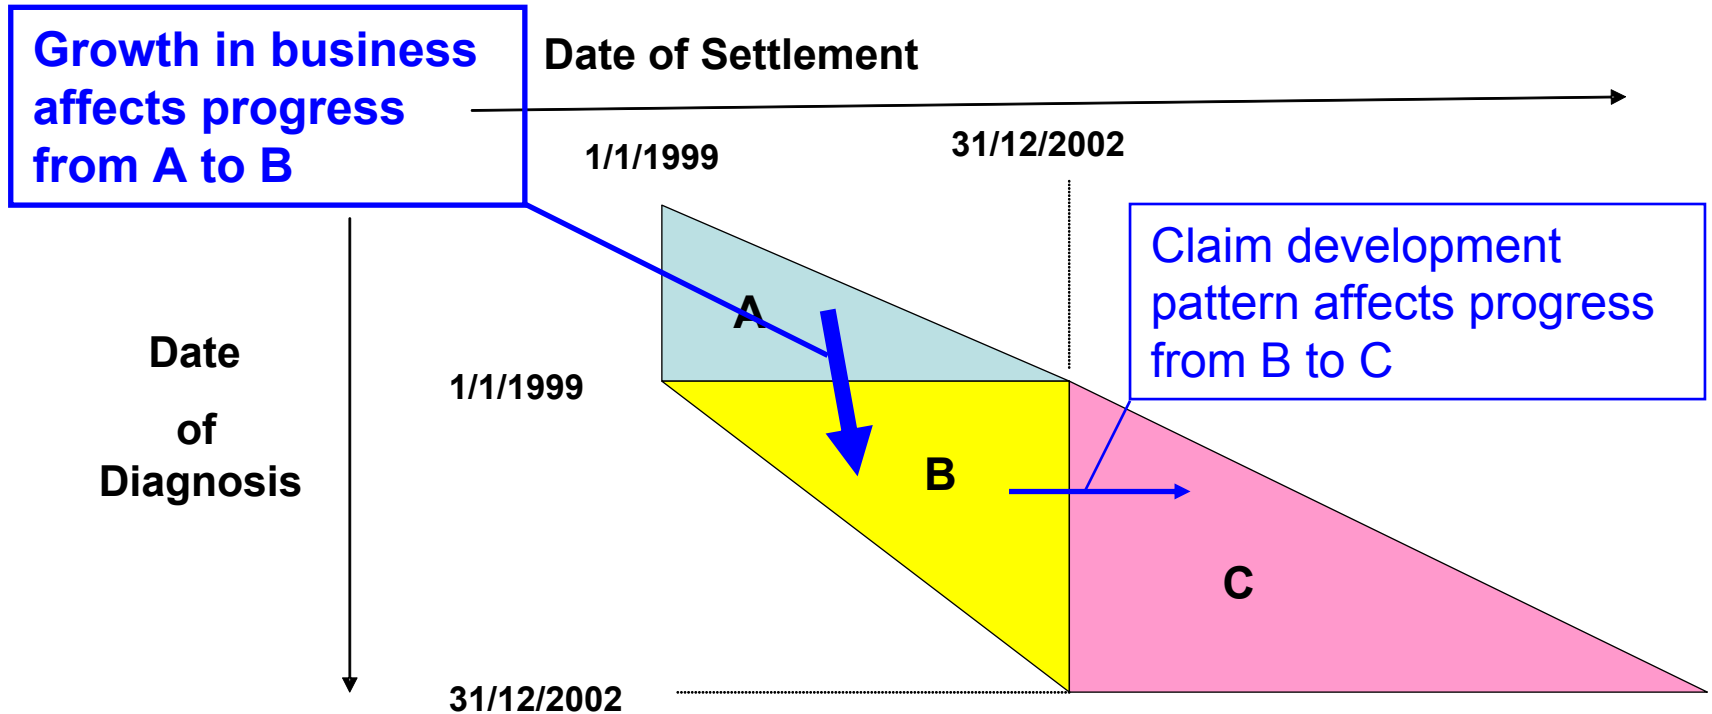 Growth in business
affects progress
from A to B
Date of Settlement
1/1/1999
31/12/2002
Claim development
pattern affects progress
from B to C
A
Date
of
Diagnosis
1/1/1999
B
C
31/12/2002